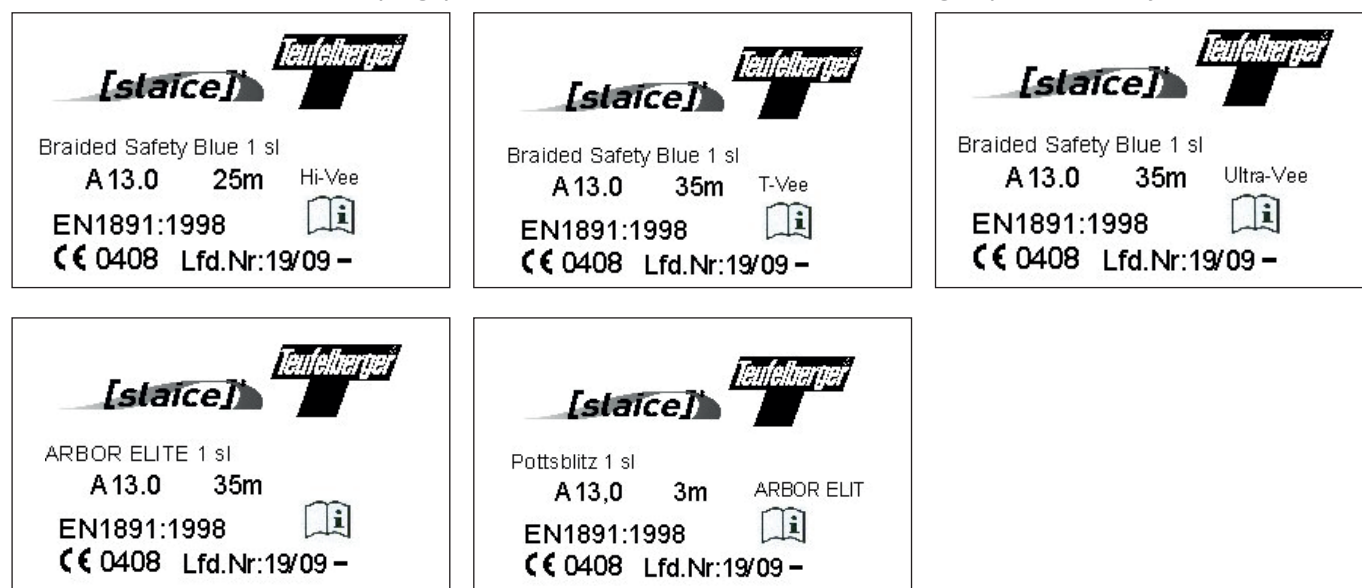 [slaice]
Teufelberger
Braided Safety Blue 1 sl
A 13.0 25m Hi-Vee
EN1891:1998
CE 0408 Lfd.Nr:19/09 –
[slaice]
Teufelberger
Braided Safety Blue 1 sl
A 13.0 35m T-Vee
EN1891:1998
CE 0408 Lfd.Nr:19/09 –
[slaice]
Teufelberger
Braided Safety Blue 1 sl
A 13.0 35m Ultra-Vee
EN1891:1998
CE 0408 Lfd.Nr:19/09 –
[slaice]
Teufelberger
ARBOR ELITE 1 sl
A 13.0 35m
EN1891:1998
CE 0408 Lfd.Nr:19/09 –
[slaice]
Teufelberger
Pottsblitz 1 sl
A 13,0 3m ARBOR ELIT
EN1891:1998
CE 0408 Lfd.Nr:19/09 –